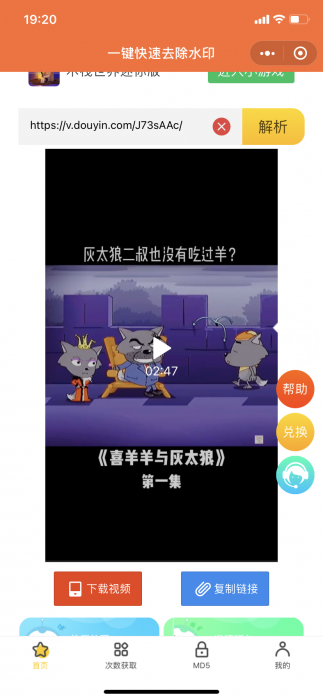 19:20
一键快速去除水印
进入小游戏
https://v.douyin.com/J73sAAc/
解析
灰太狼二叔也没有吃过羊？
02:47
《喜羊羊与灰太狼》
第一集
帮助
兑换
下载视频
复制链接
首页
次数获取
MD5
我的